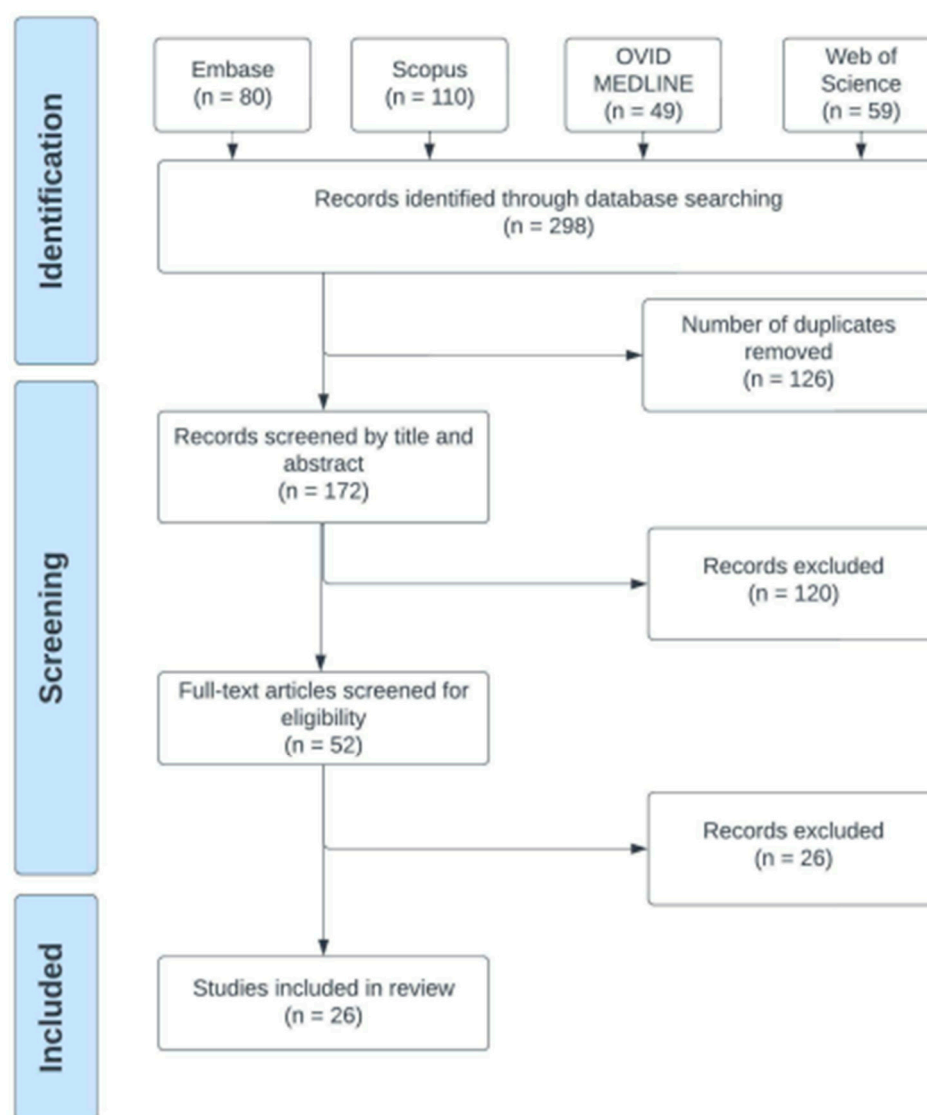 Identification
Embase
(n = 80)
Scopus
(n = 110)
OVID
MEDLINE
(n = 49)
Web of
Science
(n = 59)
Records identified through database searching
(n = 298)
Number of duplicates
removed
(n = 126)
Screening
Records screened by title and
abstract
(n = 172)
Records excluded
(n = 120)
Full-text articles screened for
eligibility
(n = 52)
Records excluded
(n = 26)
Included
Studies included in review
(n = 26)